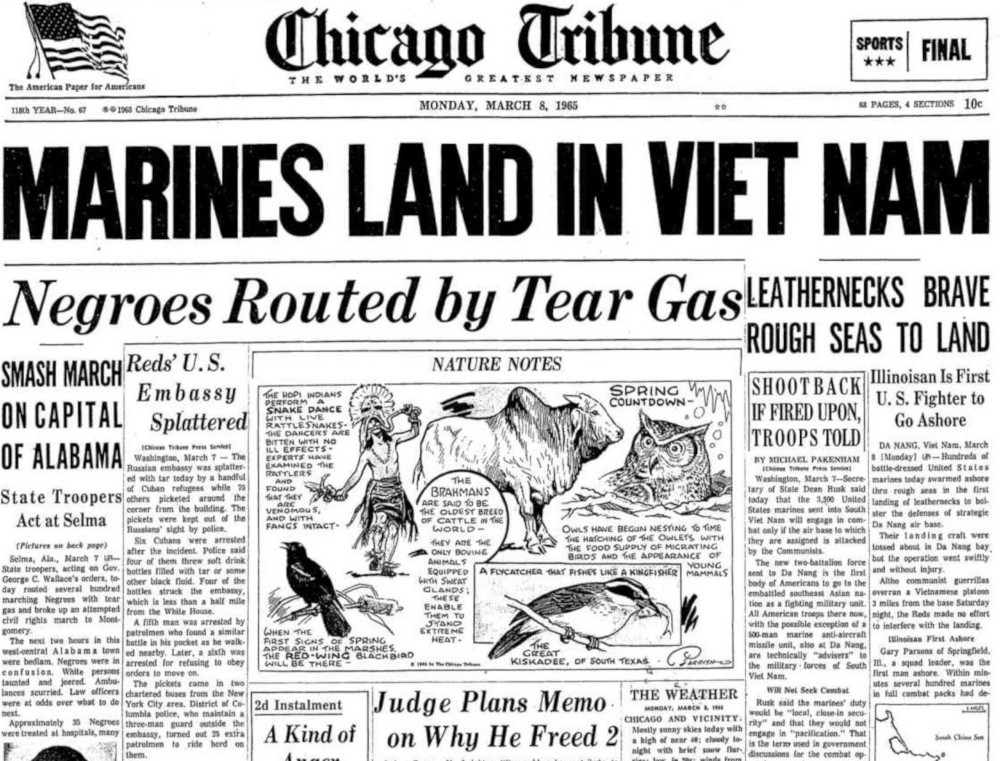 The American Paper for Americans
Chicago Tribune
THE WORLD'S GREATEST NEWSPAPER
SPORTS
★★★
FINAL
118th YEAR—No. 67 ©1965 Chicago Tribune
MONDAY, MARCH 8, 1965
☆☆
68 PAGES, 4 SECTIONS 10c
MARINES LAND IN VIET NAM
Negroes Routed by Tear Gas
SMASH MARCH
ON CAPITAL
OF ALABAMA
State Troopers
Act at Selma
(Pictures on back page)
Selma, Ala., March 7 (AP)—
State troopers, acting on Gov.
George C. Wallace's orders, to-
day routed several hundred
marching Negroes with tear
gas and broke up an attempted
civil rights march to Mont-
gomery.
The next two hours in this
west-central Alabama town
were bedlam. Negroes were in
confusion. White persons
taunted and jeered. Ambu-
lances scurried. Law officers
were at odds over what to do
next.
Approximately 35 Negroes
were treated at hospitals, many
Reds' U. S.
Embassy
Splattered
[Chicago Tribune Press Service]
Washington, March 7 — The
Russian embassy was splatter-
ed with tar today by a handful
of Cuban refugees while 75
others picketed around the
corner from the building. The
pickets were kept out of the
Russians' sight by police.
Six Cubans were arrested
after the incident. Police said
four of them threw soft drink
bottles filled with tar or some
other black fluid. Four of the
bottles struck the embassy,
which is less than a half mile
from the White House.
A fifth man was arrested by
patrolmen who found a similar
bottle in his pocket as he walk-
ed nearby. Later, a sixth was
arrested for refusing to obey
orders to move on.
The pickets came in two
chartered buses from the New
York City area. District of Co-
lumbia police, who maintain a
three-man guard outside the
embassy, turned out 25 extra
patrolmen to ride herd on
them.
NATURE NOTES
THE HOPI INDIANS
PERFORM A
SNAKE DANCE
WITH LIVE
RATTLESNAKES-
THE DANCERS ARE
BITTEN WITH NO
ILL EFFECTS-
EXPERTS HAVE
EXAMINED THE
RATTLERS
AND
FOUND
THAT THEY
ARE
VENOMOUS,
AND WITH
FANGS INTACT-
THE
BRAHMANS
ARE SAID TO BE
THE OLDEST BREED
OF CATTLE IN THE
WORLD—
THEY ARE THE
ONLY BOVINE
ANIMALS
EQUIPPED
WITH SWEAT
GLANDS;
THESE
ENABLE
THEM TO
STAND
EXTREME
HEAT-
SPRING
COUNTDOWN-
OWLS HAVE BEGUN NESTING TO TIME
THE HATCHING OF THE OWLETS WITH
THE FOOD SUPPLY OF MIGRATING
BIRDS AND THE APPEARANCE OF
YOUNG
MAMMALS
WHEN THE
FIRST SIGNS OF SPRING
APPEAR IN THE MARSHES,
THE RED-WING BLACKBIRD
WILL BE THERE —
© 1965 by The Chicago Tribune.
A FLYCATCHER THAT FISHES LIKE A KINGFISHER
THE
GREAT
KISKADEE, OF SOUTH TEXAS
PARRISH
2d Instalment
A Kind of
Judge Plans Memo
on Why He Freed 2
THE WEATHER
MONDAY, MARCH 8, 1965
CHICAGO AND VICINITY:
Mostly sunny skies today with
a high of near 40; cloudy to-
night with brief snow flur-
LEATHERNECKS BRAVE
ROUGH SEAS TO LAND
SHOOT BACK
IF FIRED UPON,
TROOPS TOLD
BY MICHAEL PAKENHAM
[Chicago Tribune Press Service]
Washington, March 7—Secre-
tary of State Dean Rusk said
today that the 3,500 United
States marines sent into South
Viet Nam will engage in com-
bat only if the air base to which
they are assigned is attacked
by the Communists.
The new two-battalion force
sent to Da Nang is the first
body of Americans to go to the
embattled southeast Asian na-
tion as a fighting military unit.
All American troops there now,
with the possible exception of a
500-man marine anti-aircraft
missile unit, also at Da Nang,
are technically "advisers" to
the military forces of South
Viet Nam.
Will Not Seek Combat
Rusk said the marines' duty
would be "local, close-in secu-
rity" and that they would not
engage in "pacification." That
is the term used in government
discussions for the combat op-
Illinoisan Is First
U. S. Fighter to
Go Ashore
DA NANG, Viet Nam, March
8 [Monday] (AP)—Hundreds of
battle-dressed United States
marines today swarmed ashore
thru rough seas in the first
landing of leathernecks to bol-
ster the defenses of strategic
Da Nang air base.
Their landing craft were
tossed about in Da Nang bay
but the operation went swiftly
and without injury.
Altho communist guerrillas
overran a Vietnamese platoon
3 miles from the base Saturday
night, the Reds made no effort
to interfere with the landing.
Illinoisan First Ashore
Gary Parsons of Springfield,
Ill., a squad leader, was the
first man ashore. Within min-
utes several hundred marines
in full combat packs had de-
South China Sea